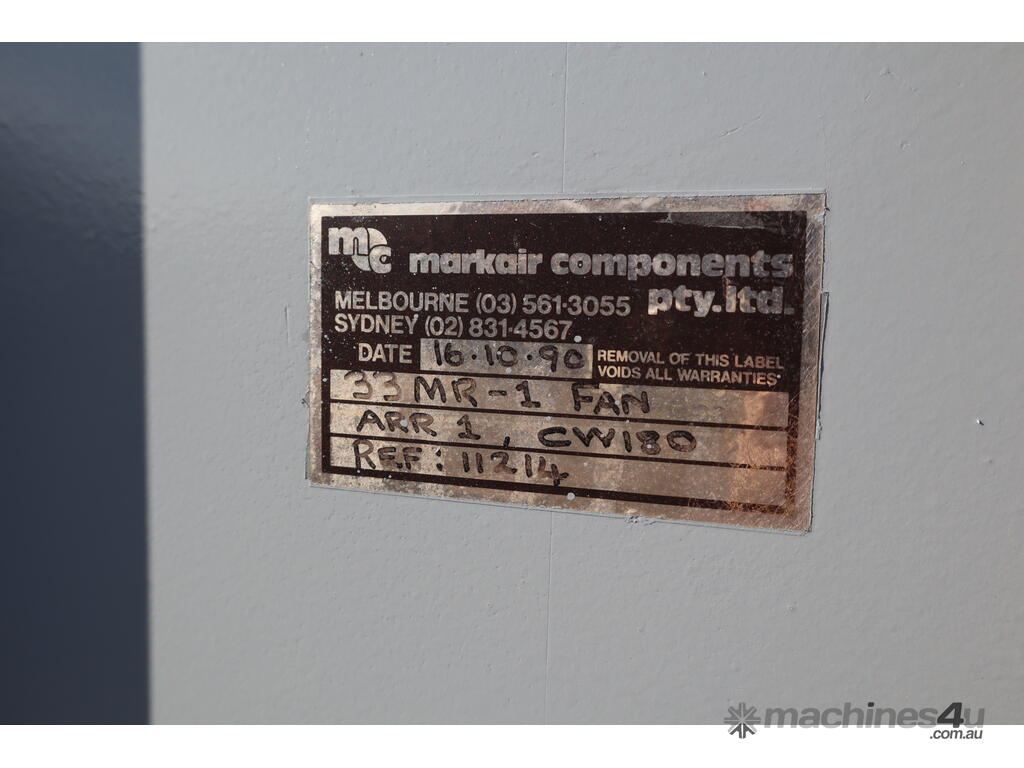 mc markair components
pty.ltd.
MELBOURNE (03) 561-3055
SYDNEY (02) 831-4567
DATE 16·10·90
REMOVAL OF THIS LABEL
VOIDS ALL WARRANTIES
33MR-1 FAN
ARR 1, CW180
REF: 11214
machines4u
.com.au